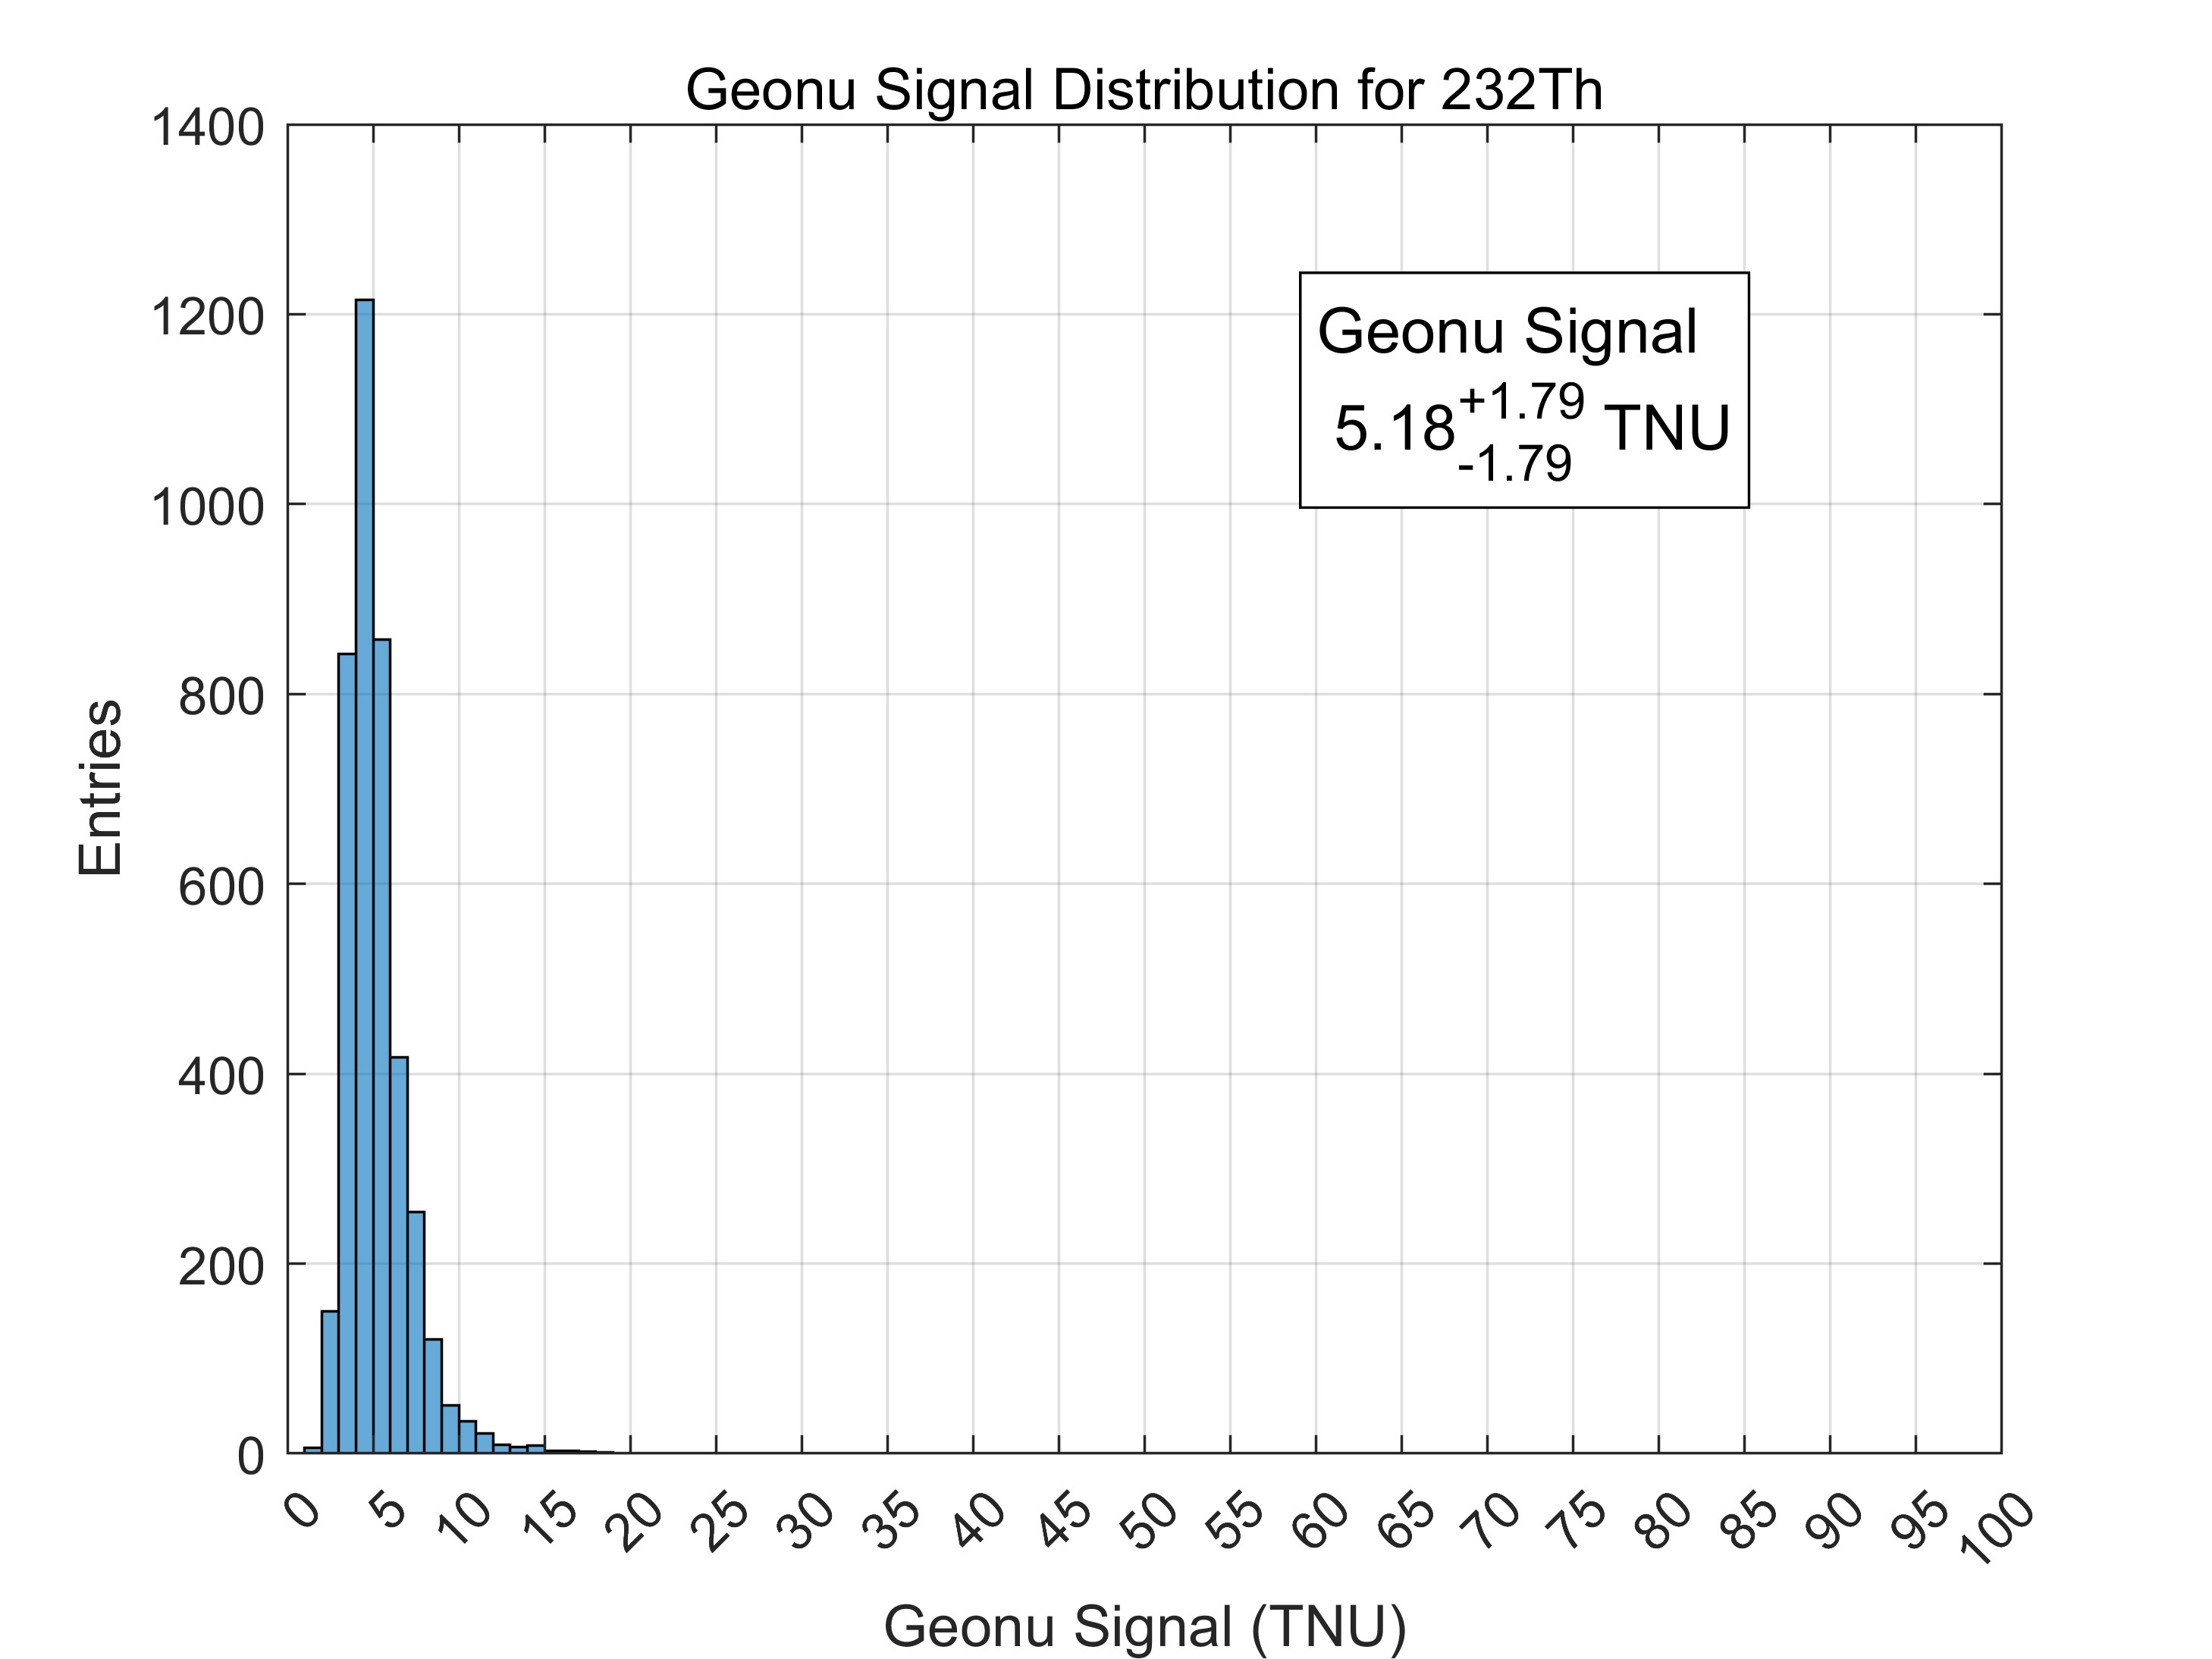 Geonu Signal Distribution for 232Th
1400
1200
1000
800
600
400
200
0
Entries
Geonu Signal
5.18+1.79-1.79 TNU
0 5 10 15 20 25 30 35 40 45 50 55 60 65 70 75 80 85 90 95 100
Geonu Signal (TNU)